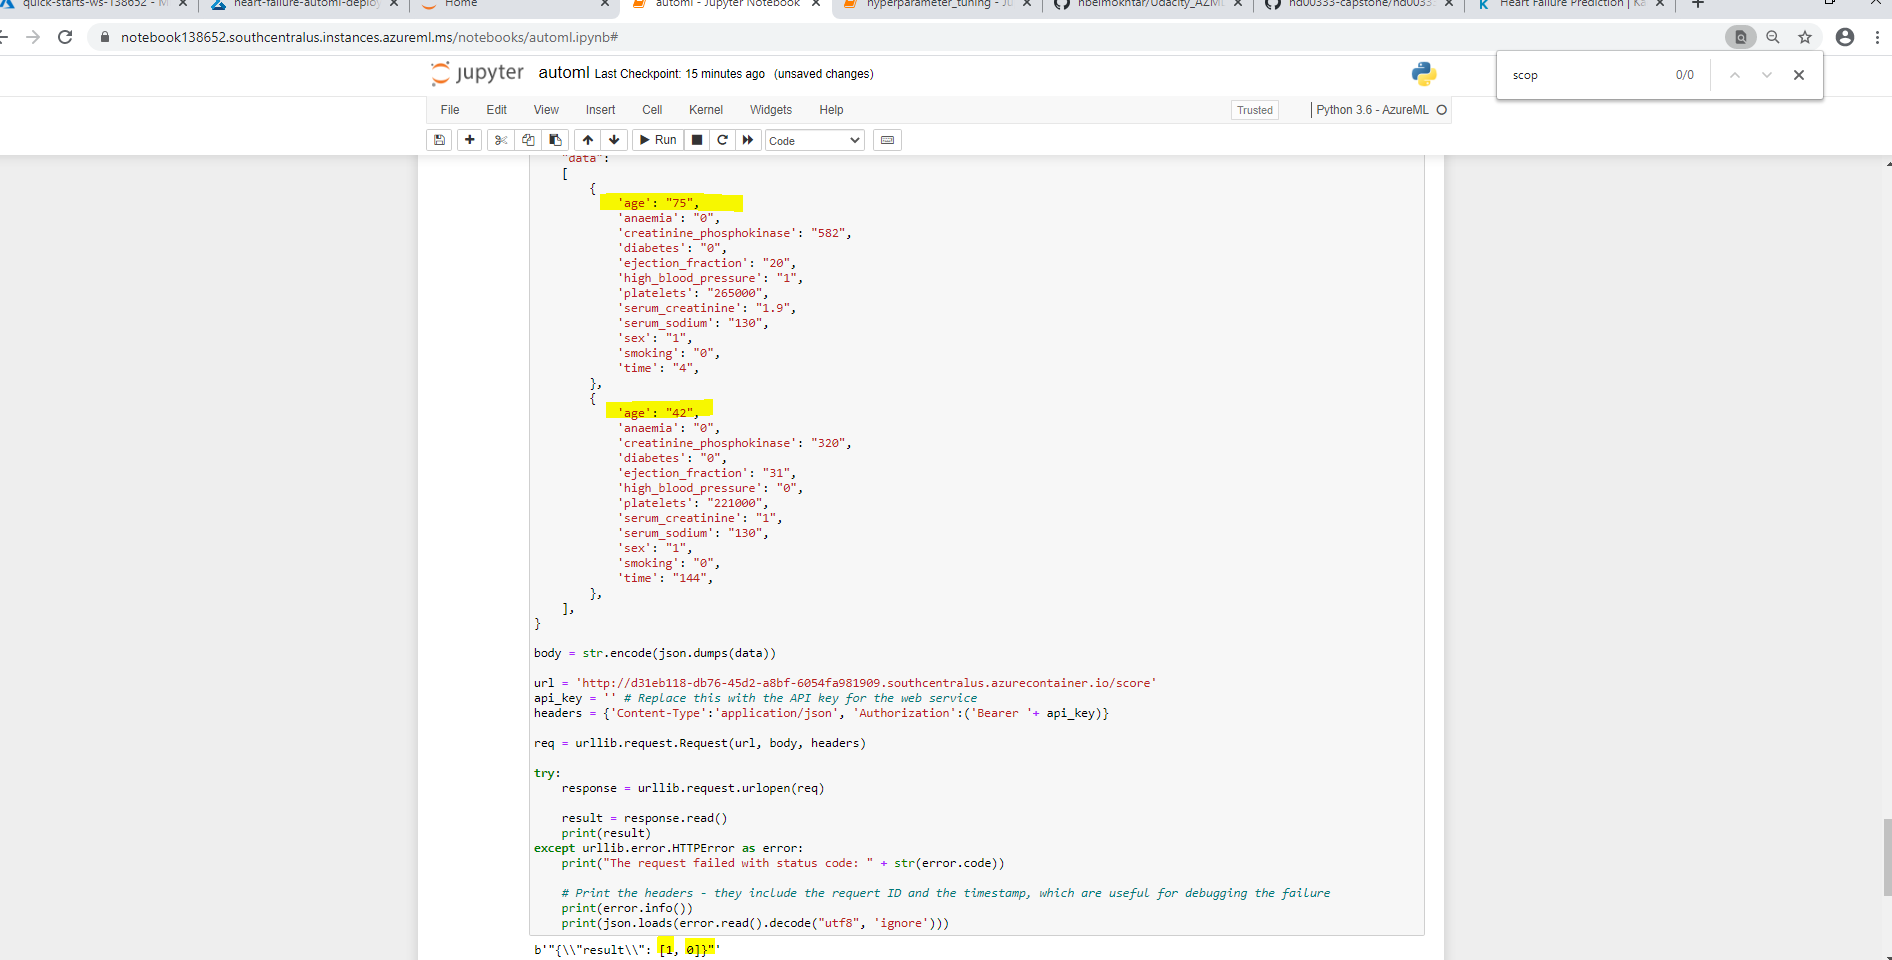 quick-starts-ws-138652 - M
heart-failure-automl-deploy
Home
automl - Jupyter Notebook
hyperparameter_tuning - Ju
nbelmokhtar/Udacity_AZML
nd00333-capstone/nd00333
Heart Failure Prediction | Ka
notebook138652.southcentralus.instances.azureml.ms/notebooks/automl.ipynb#
scop 0/0
jupyter automl Last Checkpoint: 15 minutes ago (unsaved changes)
File Edit View Insert Cell Kernel Widgets Help Trusted Python 3.6 - AzureML
Run Code
"data":
[
{
'age': "75",
'anaemia': "0",
'creatinine_phosphokinase': "582",
'diabetes': "0",
'ejection_fraction': "20",
'high_blood_pressure': "1",
'platelets': "265000",
'serum_creatinine': "1.9",
'serum_sodium': "130",
'sex': "1",
'smoking': "0",
'time': "4",
},
{
'age': "42",
'anaemia': "0",
'creatinine_phosphokinase': "320",
'diabetes': "0",
'ejection_fraction': "31",
'high_blood_pressure': "0",
'platelets': "221000",
'serum_creatinine': "1",
'serum_sodium': "130",
'sex': "1",
'smoking': "0",
'time': "144",
},
],
}
body = str.encode(json.dumps(data))
url = 'http://d31eb118-db76-45d2-a8bf-6054fa981909.southcentralus.azurecontainer.io/score'
api_key = '' # Replace this with the API key for the web service
headers = {'Content-Type':'application/json', 'Authorization':('Bearer '+ api_key)}
req = urllib.request.Request(url, body, headers)
try:
response = urllib.request.urlopen(req)
result = response.read()
print(result)
except urllib.error.HTTPError as error:
print("The request failed with status code: " + str(error.code))
# Print the headers - they include the requert ID and the timestamp, which are useful for debugging the failure
print(error.info())
print(json.loads(error.read().decode("utf8", 'ignore')))
b'"{\\"result\\": [1, 0]}"'